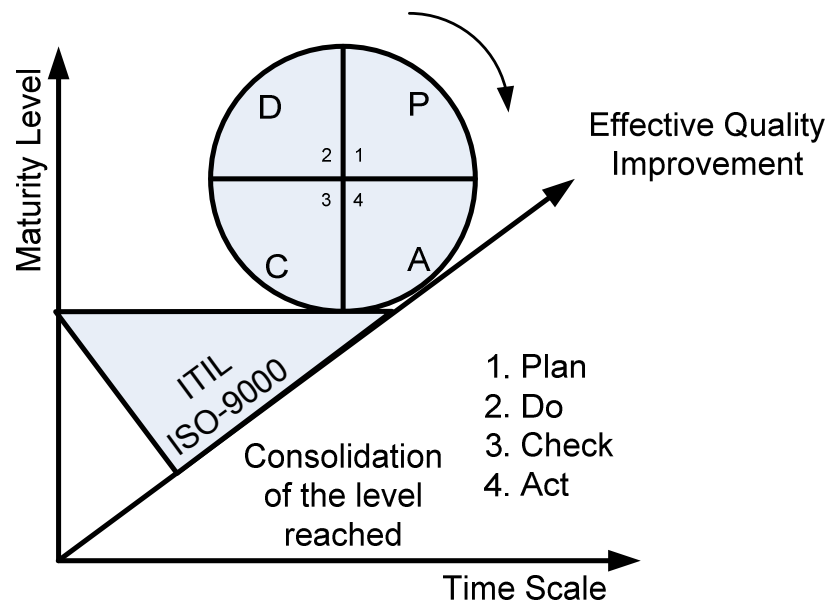 Maturity Level
D
P
2
1
3
4
C
A
Effective Quality
Improvement
ITIL
ISO-9000
Consolidation
of the level
reached
1. Plan
2. Do
3. Check
4. Act
Time Scale